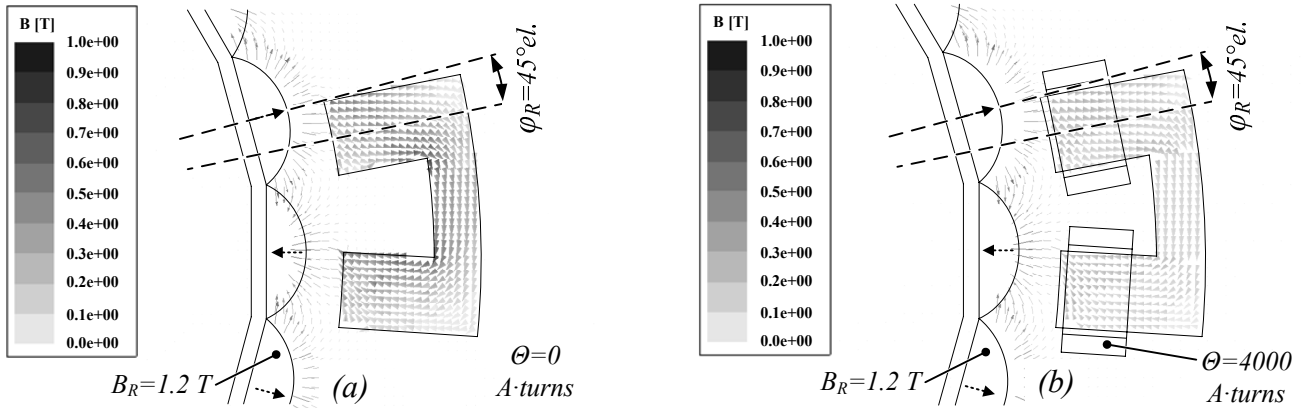 B [T]
1.0e+00
0.9e+00
0.8e+00
0.7e+00
0.6e+00
0.5e+00
0.4e+00
0.3e+00
0.2e+00
0.1e+00
0.0e+00
φR=45°el.
BR=1.2 T
(a)
Θ=0
A·turns
B [T]
1.0e+00
0.9e+00
0.8e+00
0.7e+00
0.6e+00
0.5e+00
0.4e+00
0.3e+00
0.2e+00
0.1e+00
0.0e+00
φR=45°el.
BR=1.2 T
(b)
Θ=4000
A·turns